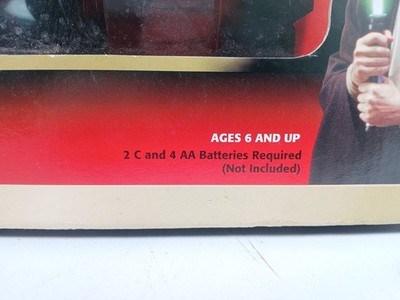 AGES 6 AND UP
2 C and 4 AA Batteries Required
(Not Included)